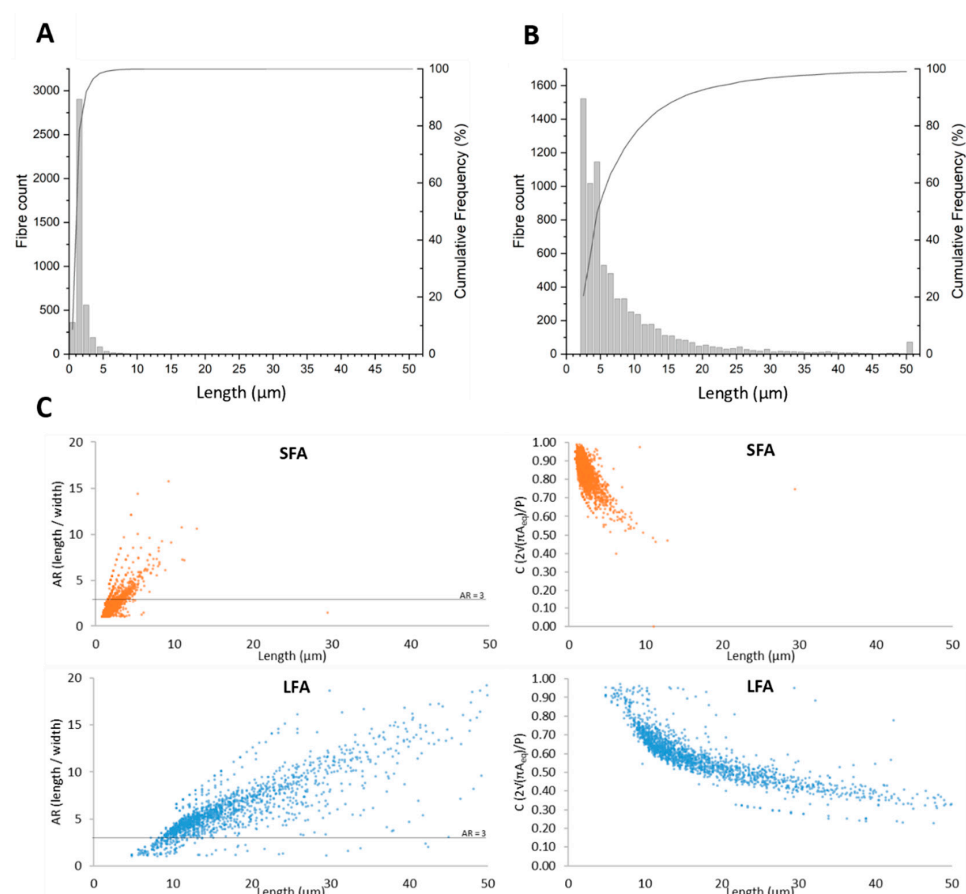 A
B
3000
2500
2000
1500
1000
500
0
Fibre count
100
80
60
40
20
0
Cumulative Frequency (%)
0 5 10 15 20 25 30 35 40 45 50
Length (µm)
1600
1400
1200
1000
800
600
400
200
0
Fibre count
100
80
60
40
20
0
Cumulative Frequency (%)
0 5 10 15 20 25 30 35 40 45 50
Length (µm)
C
SFA
20
15
10
5
0
AR (length / width)
AR = 3
0 10 20 30 40 50
Length (µm)
SFA
1.00
0.90
0.80
0.70
0.60
0.50
0.40
0.30
0.20
0.10
0.00
C (2√(πAeq)/P)
0 10 20 30 40 50
Length (µm)
LFA
20
15
10
5
0
AR (length / width)
AR = 3
0 10 20 30 40 50
Length (µm)
LFA
1.00
0.90
0.80
0.70
0.60
0.50
0.40
0.30
0.20
0.10
0.00
C (2√(πAeq)/P)
0 10 20 30 40 50
Length (µm)